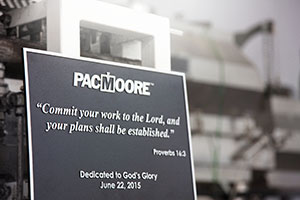 PACMOORE™
“Commit your work to the Lord, and
your plans shall be established.”
Proverbs 16:3
Dedicated to God's Glory
June 22, 2015